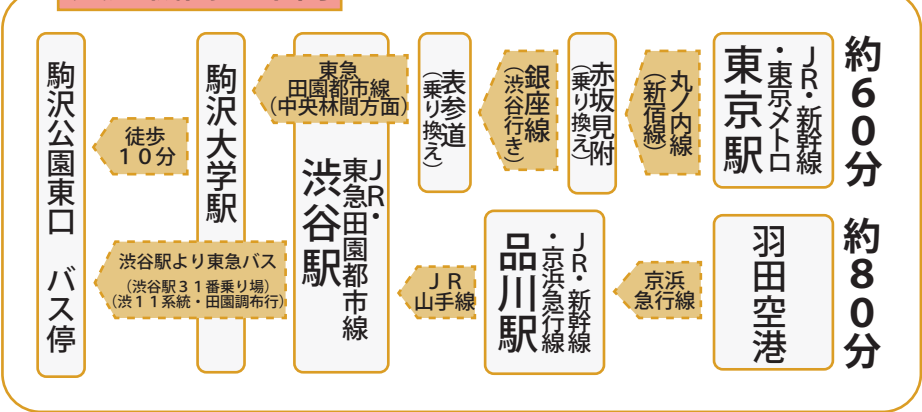 約60分
JR・新幹線
・東京メトロ
東京駅
丸ノ内線
（新宿線）
赤坂見附
（乗り換え）
銀座線
（渋谷行き）
表参道
（乗り換え）
東急
田園都市線
（中央林間方面）
JR・
東急田園都市線
渋谷駅
駒沢大学駅
徒歩
10分
駒沢公園東口　バス停
約80分
羽田空港
京浜
急行線
JR・新幹線
・京浜急行線
品川駅
JR
山手線
渋谷駅より東急バス
（渋谷駅31番乗り場）
（渋11系統・田園調布行）